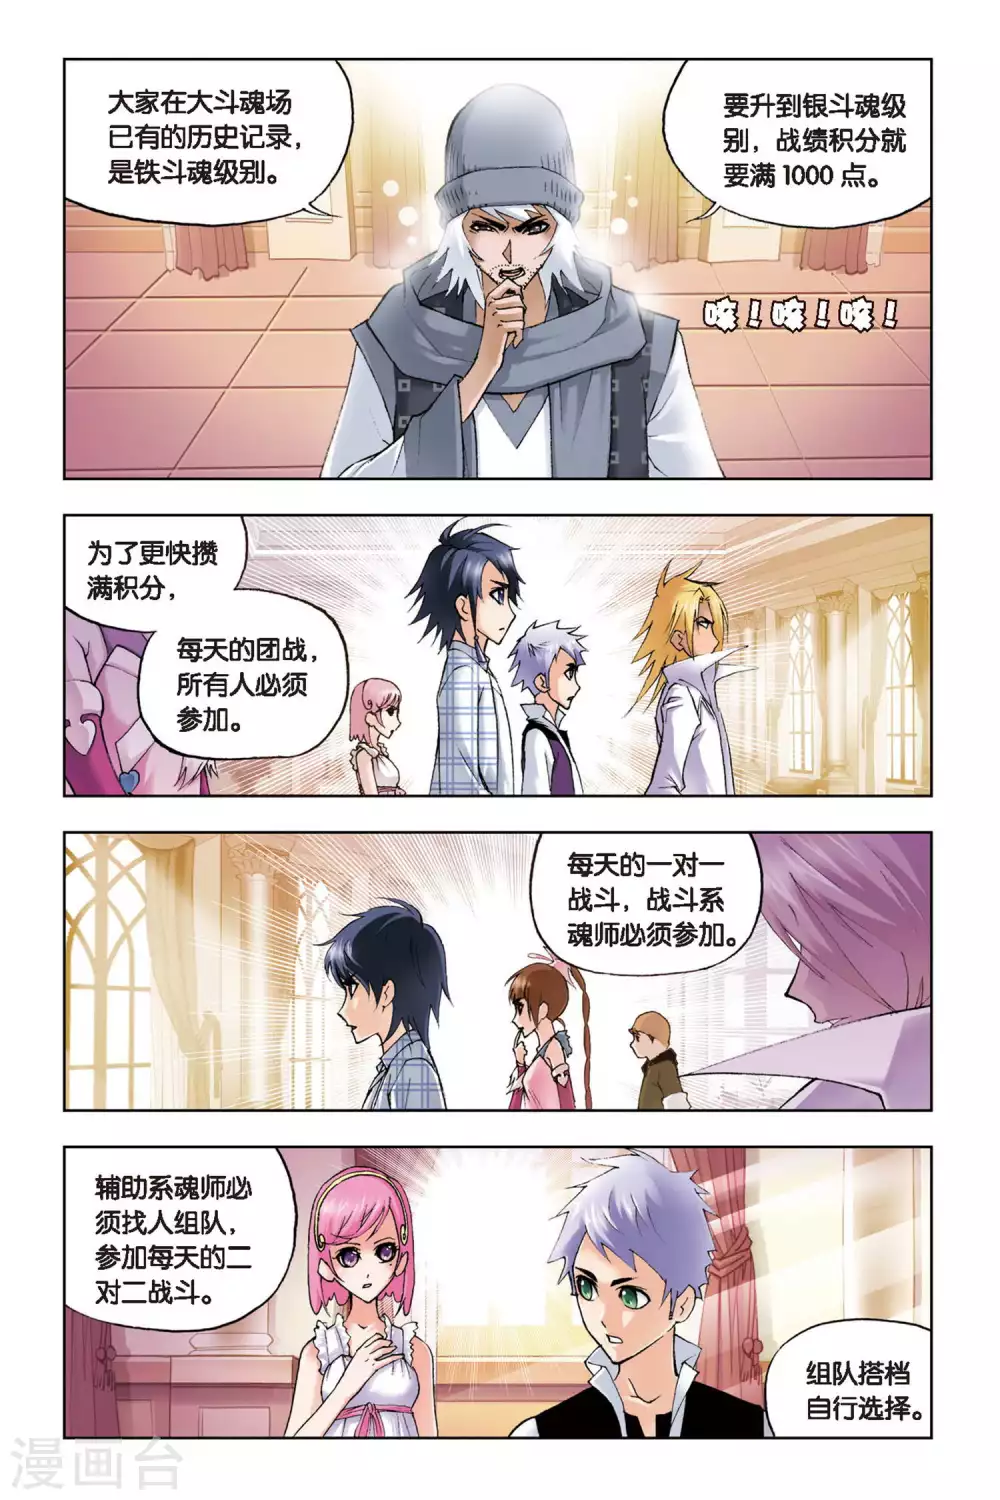 大家在大斗魂场
已有的历史记录，
是铁斗魂级别。
要升到银斗魂级
别，战绩积分就
要满1000点。
咳！咳！咳！
为了更快攒
满积分，
每天的团战，
所有人必须
参加。
每天的一对一
战斗，战斗系
魂师必须参加。
辅助系魂师必
须找人组队，
参加每天的二
对二战斗。
组队搭档
自行选择。
漫画台